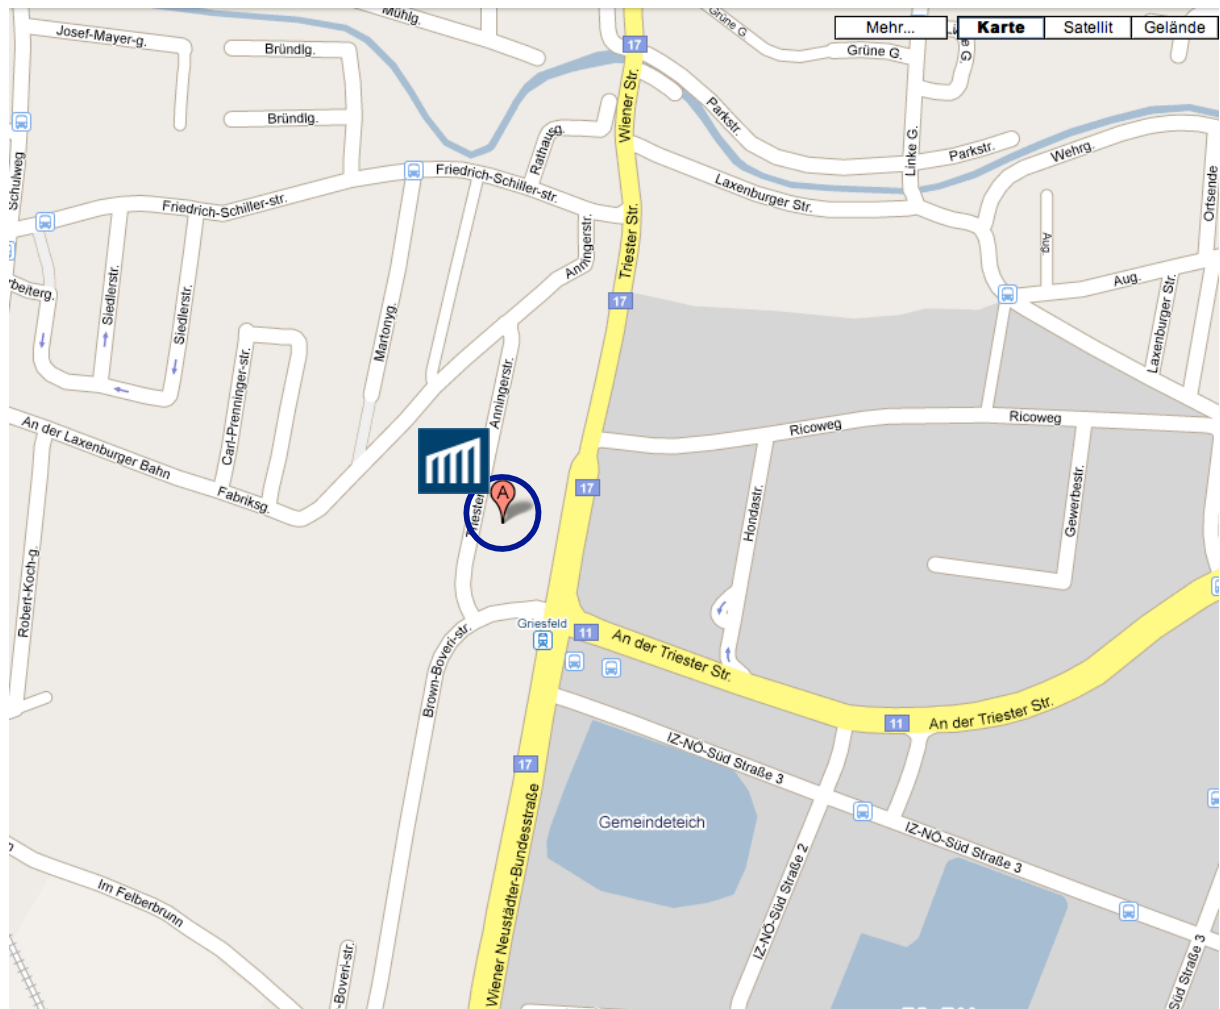 Mühlg.
Grüne G.
Mehr...
Karte
Satellit
Gelände
Josef-Mayer-g.
Bründlg.
17
Grüne G.
Wiener Str.
Parkstr.
Bründlg.
Rathausg.
Linke G.
Parkstr.
Wehrg.
Schulweg
Friedrich-Schiller-str.
Laxenburger Str.
Ortsende
Friedrich-Schiller-str.
Triester Str.
Anningerstr.
Aug.
Aug.
Siedlerstr.
Siedlerstr.
17
Laxenburger Str.
Martonyg.
Carl-Prenninger-str.
Anningerstr.
An der Laxenburger Bahn
Ricoweg
Ricoweg
Fabriksg.
A
17
Hondastr.
Gewerbestr.
Robert-Koch-g.
Griesfeld
11
An der Triester Str.
Brown-Boveri-str.
11
An der Triester Str.
IZ-NÖ-Süd Straße 3
17
Gemeindeteich
Wiener Neustädter-Bundesstraße
IZ-NÖ-Süd Straße 3
IZ-NÖ-Süd Straße 2
Im Felberbrunn
-Boveri-str.
Süd Straße 3